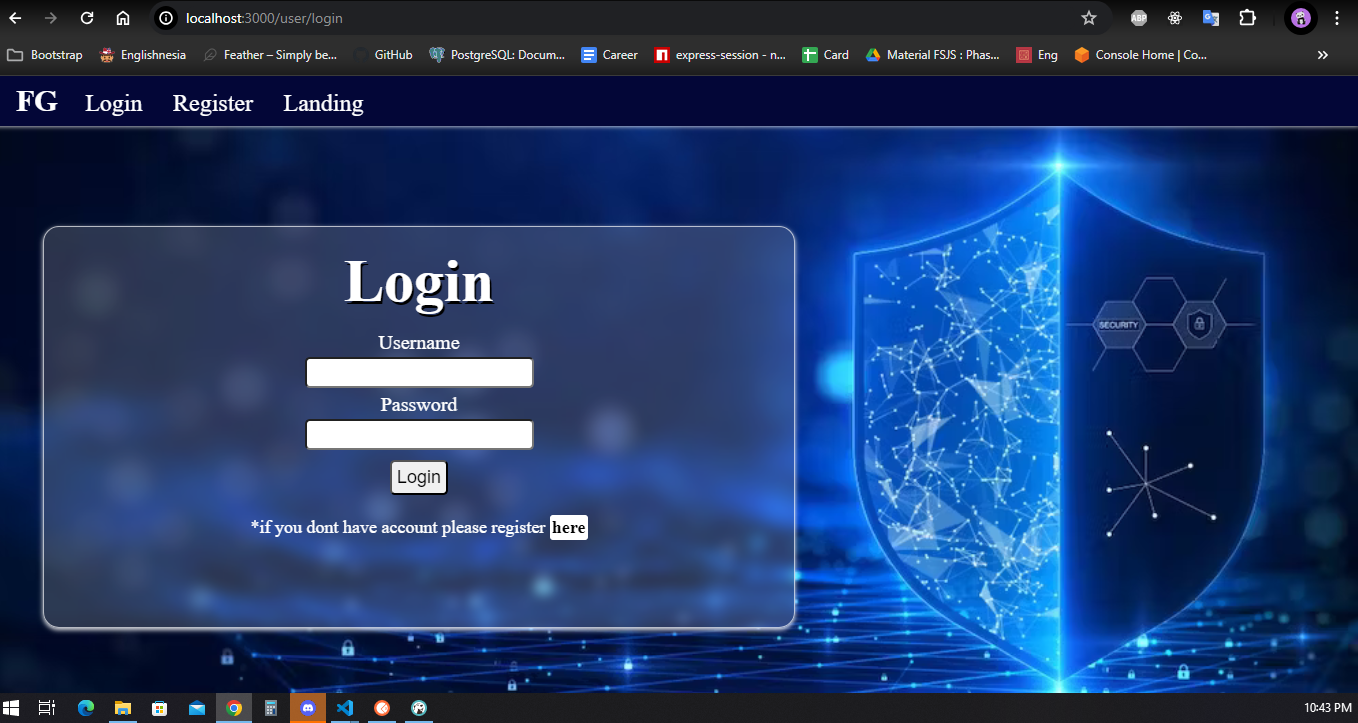 localhost:3000/user/login
ABP
Bootstrap Englishnesia Feather – Simply be... GitHub PostgreSQL: Docum... Career express-session - n... Card Material FSJS : Phas... Eng Console Home | Co... »
FG Login Register Landing
Login
Username
Password
Login
*if you dont have account please register here
SECURITY
10:43 PM